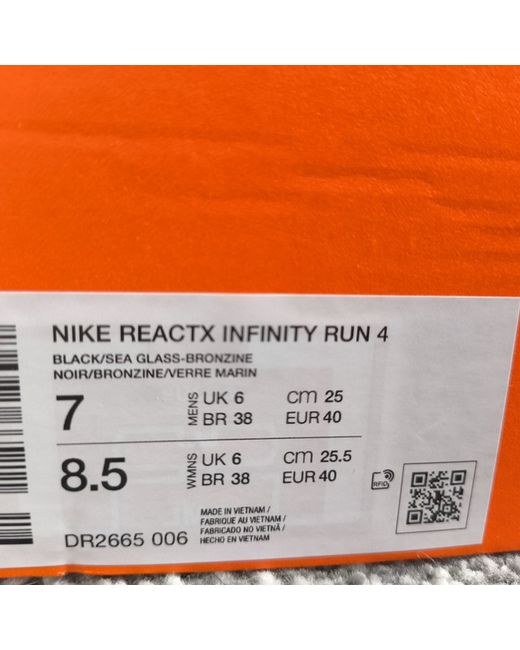 NIKE REACTX INFINITY RUN 4
BLACK/SEA GLASS-BRONZINE
NOIR/BRONZINE/VERRE MARIN
7 MENS UK 6 CM 25
BR 38 EUR 40
8.5 WMNS UK 6 CM 25.5
BR 38 EUR 40
RFID
MADE IN VIETNAM /
FABRIQUE AU VIETNAM /
FABRICADO NO VIETNÃ /
DR2665 006 HECHO EN VIETNAM